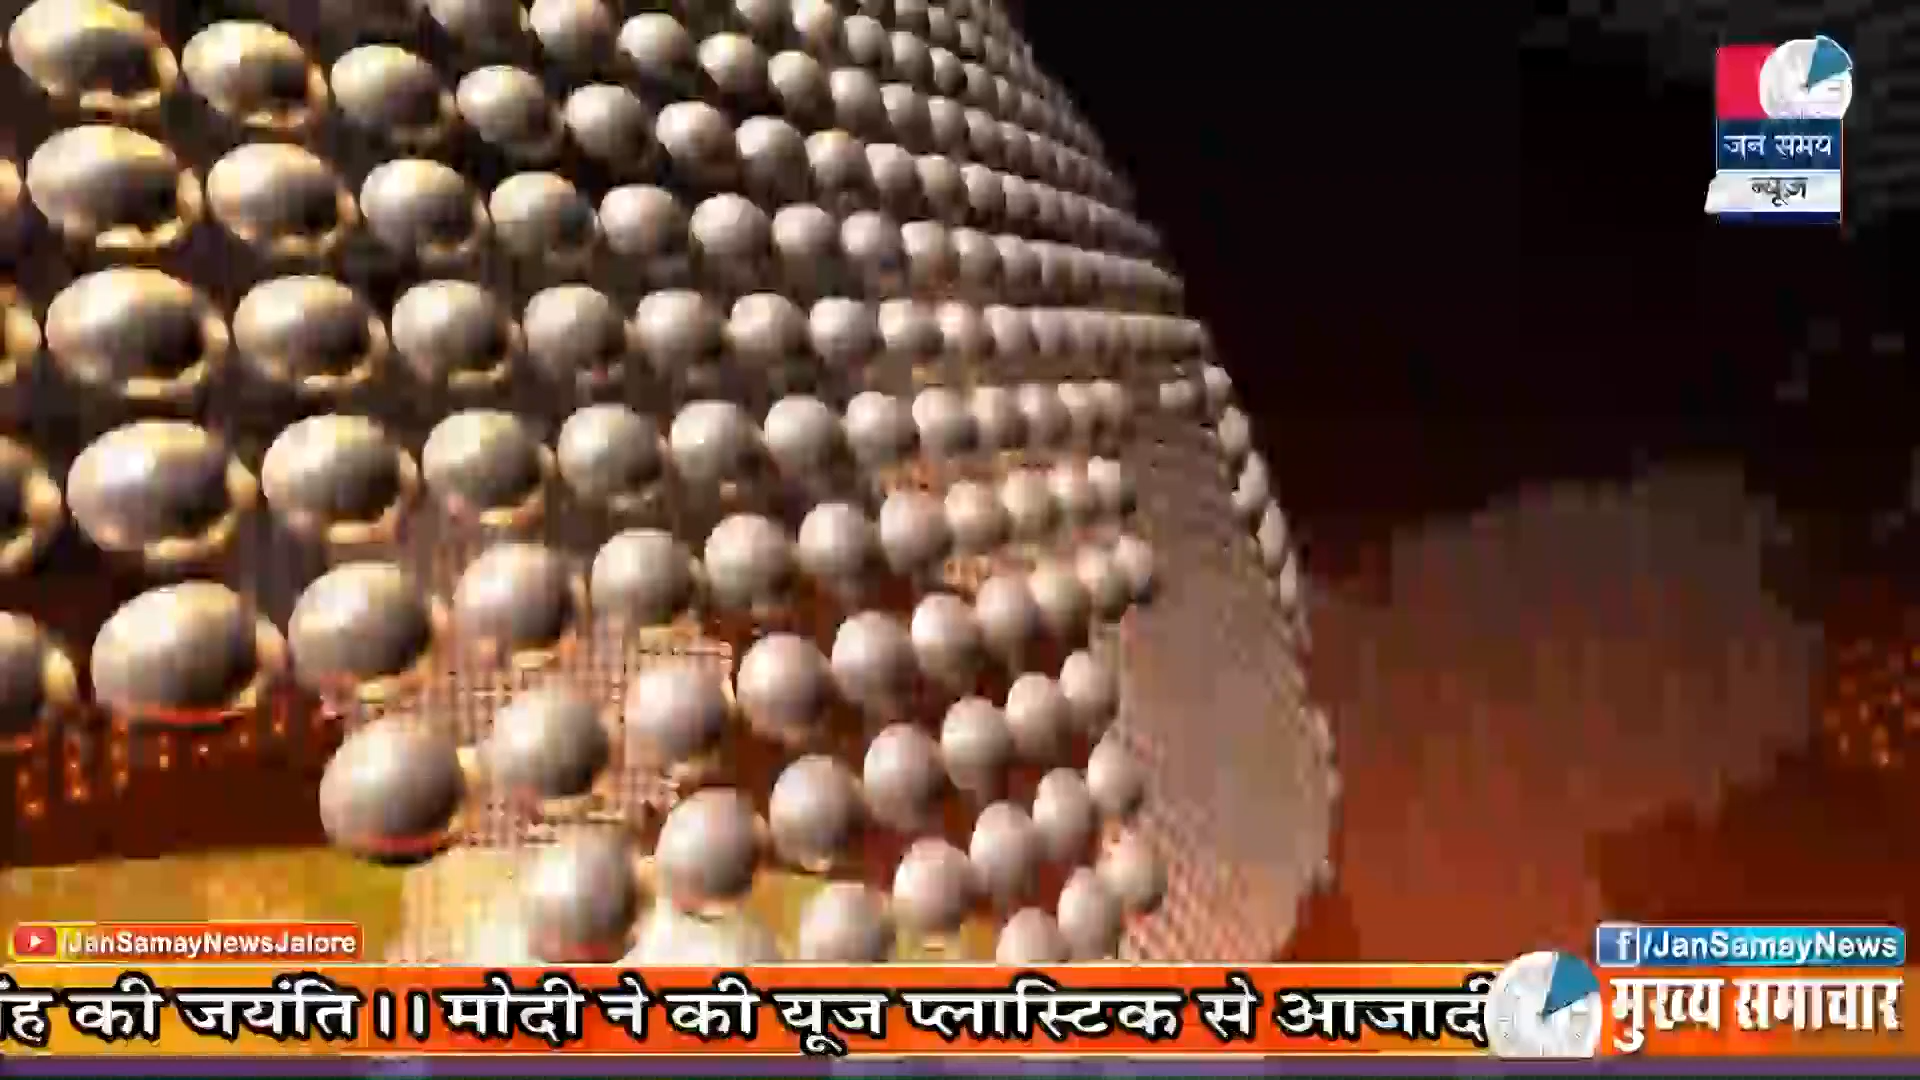 जन समय
न्यूज़
/JanSamayNewsJalore
f/JanSamayNews
की जयंति।। मोदी ने की यूज प्लास्टिक से आजादी
मुख्य समाचार